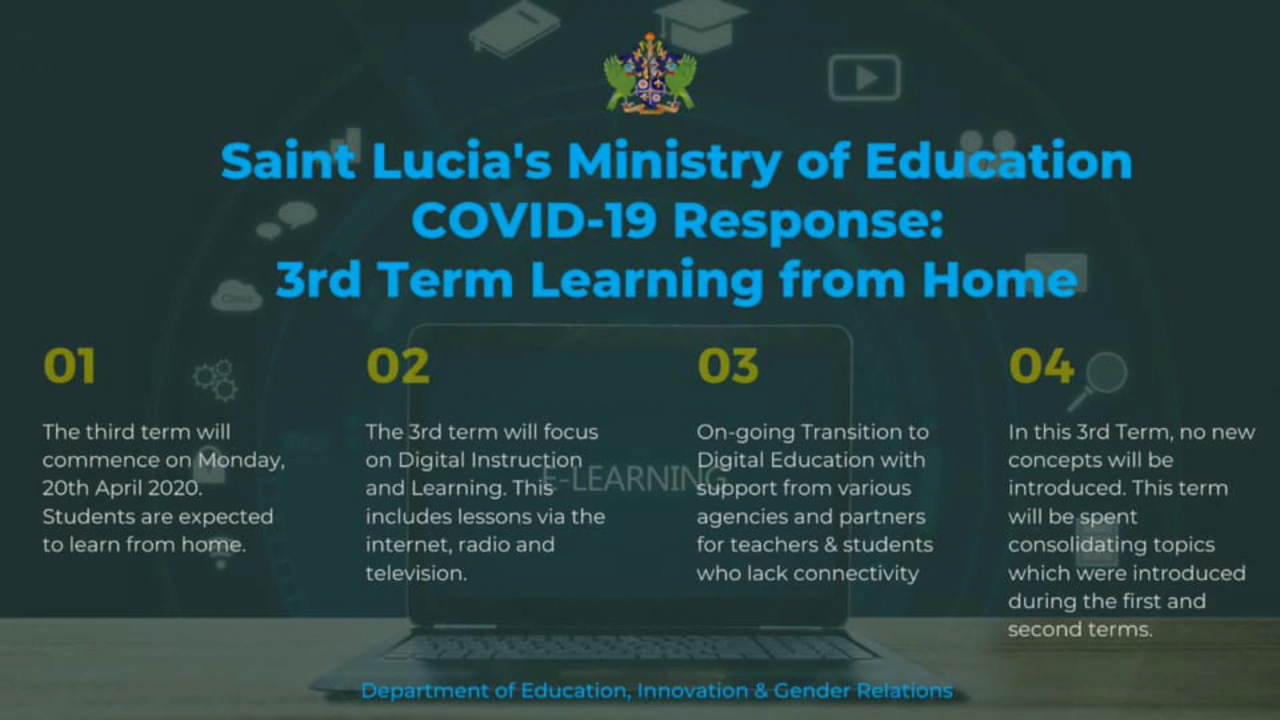 Saint Lucia's Ministry of Education
COVID-19 Response:
3rd Term Learning from Home
01
The third term will
commence on Monday,
20th April 2020.
Students are expected
to learn from home.
02
The 3rd term will focus
on Digital Instruction
and Learning. This
includes lessons via the
internet, radio and
television.
03
On-going Transition to
Digital Education with
support from various
agencies and partners
for teachers & students
who lack connectivity
04
In this 3rd Term, no new
concepts will be
introduced. This term
will be spent
consolidating topics
which were introduced
during the first and
second terms.
E-LEARNING
Cloud
Department of Education, Innovation & Gender Relations